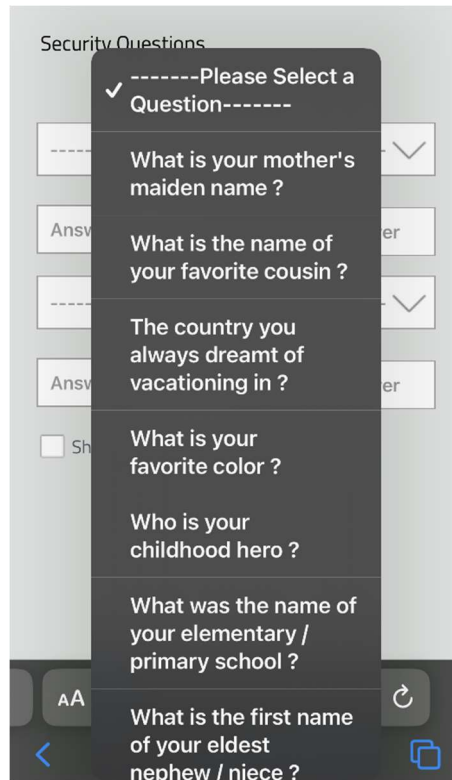 Security Questions
-------Please Select a
Question-------
What is your mother's
maiden name ?
What is the name of
your favorite cousin ?
The country you
always dreamt of
vacationing in ?
What is your
favorite color ?
Who is your
childhood hero ?
What was the name of
your elementary /
primary school ?
What is the first name
of your eldest
nephew / niece ?
AA